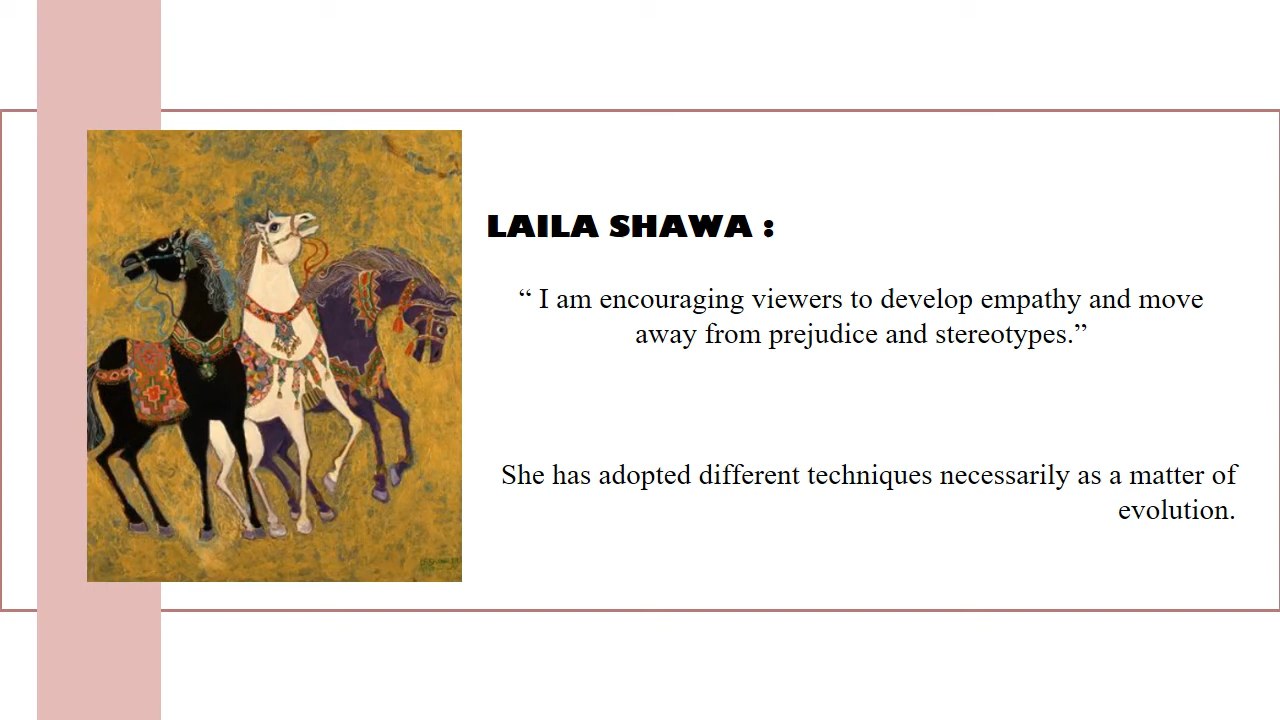 LAILA SHAWA :
“ I am encouraging viewers to develop empathy and move
away from prejudice and stereotypes.”
She has adopted different techniques necessarily as a matter of
evolution.